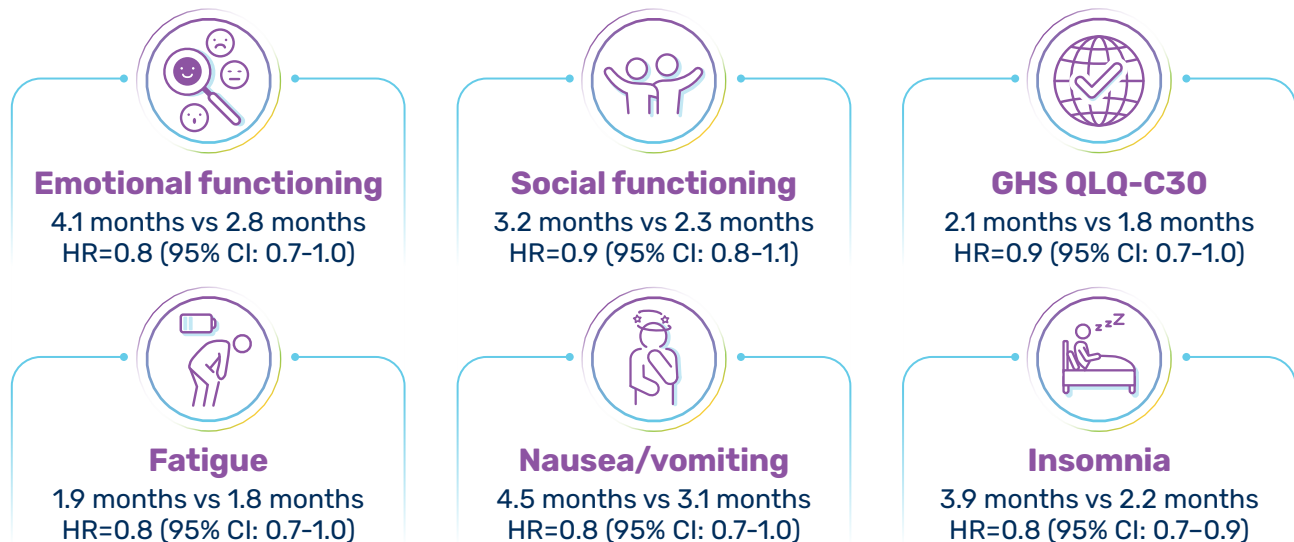 Emotional functioning
4.1 months vs 2.8 months
HR=0.8 (95% CI: 0.7-1.0)
Social functioning
3.2 months vs 2.3 months
HR=0.9 (95% CI: 0.8-1.1)
GHS QLQ-C30
2.1 months vs 1.8 months
HR=0.9 (95% CI: 0.7-1.0)
zzZ
Fatigue
1.9 months vs 1.8 months
HR=0.8 (95% CI: 0.7-1.0)
Nausea/vomiting
4.5 months vs 3.1 months
HR=0.8 (95% CI: 0.7-1.0)
Insomnia
3.9 months vs 2.2 months
HR=0.8 (95% CI: 0.7–0.9)